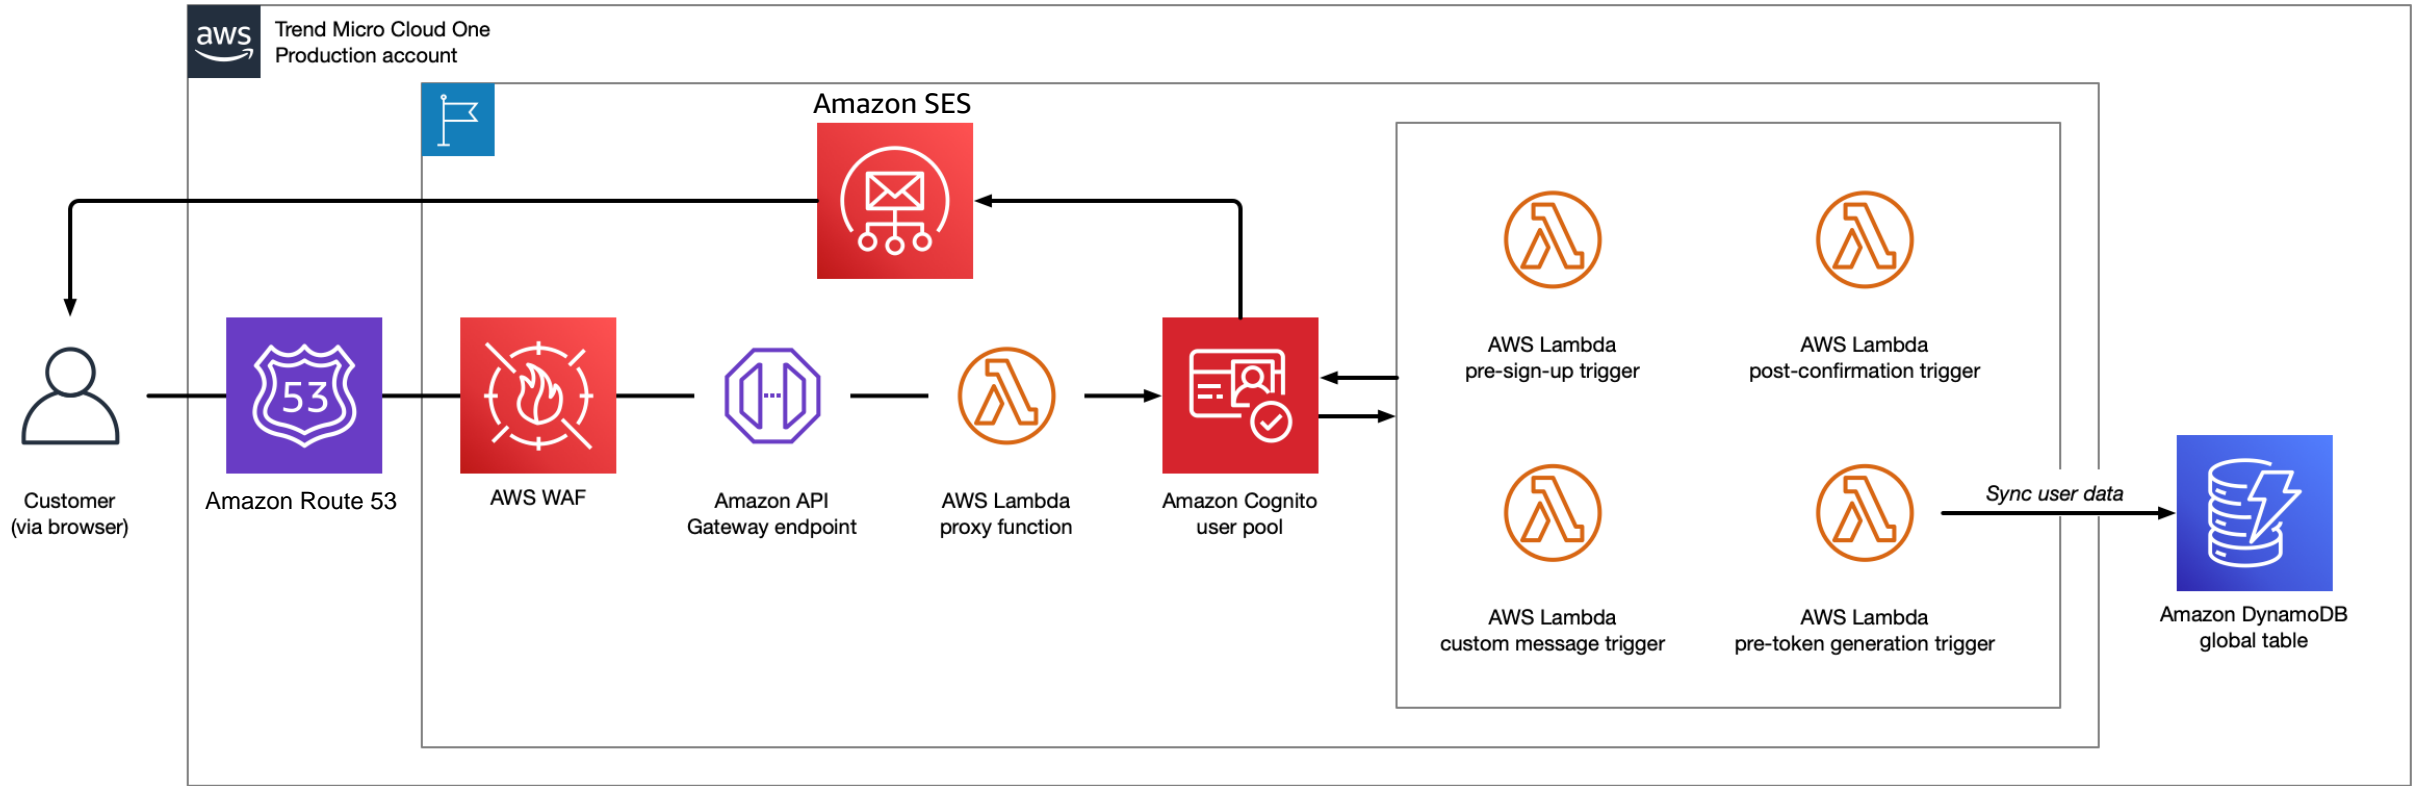 aws
Trend Micro Cloud One
Production account
Amazon SES
AWS Lambda
pre-sign-up trigger
AWS Lambda
post-confirmation trigger
53
Customer
(via browser)
Amazon Route 53
AWS WAF
Amazon API
Gateway endpoint
AWS Lambda
proxy function
Amazon Cognito
user pool
Sync user data
AWS Lambda
custom message trigger
AWS Lambda
pre-token generation trigger
Amazon DynamoDB
global table